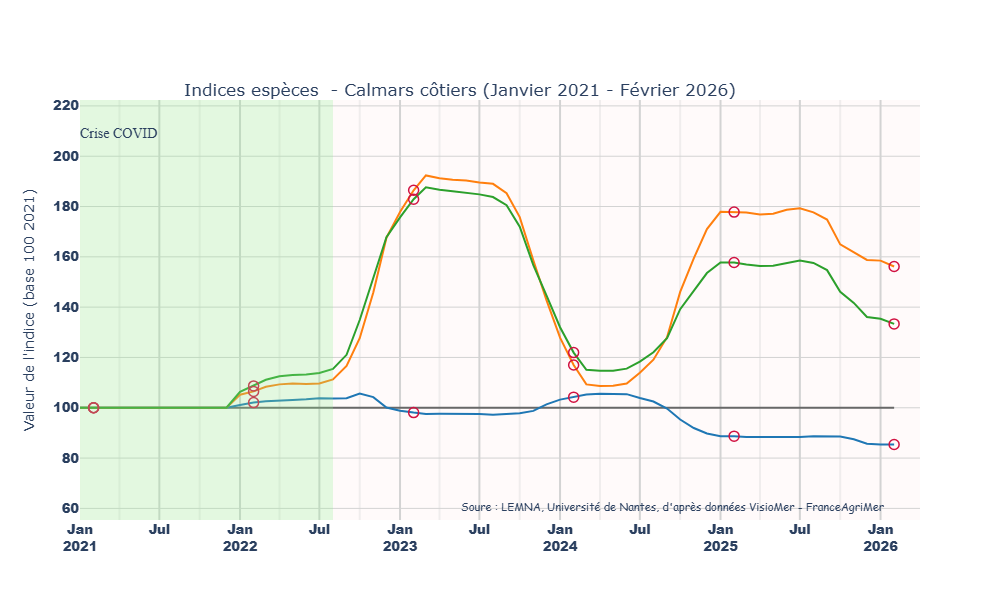 Indices espèces  - Calmars côtiers (Janvier 2021 - Février 2026)
Valeur de l'indice (base 100 2021)
220
Crise COVID
200
180
160
140
120
100
80
60
Soure : LEMNA, Université de Nantes, d'après données VisioMer - FranceAgriMer
Jan Jul Jan Jul Jan Jul Jan Jul Jan Jul Jan
2021 2022 2023 2024 2025 2026